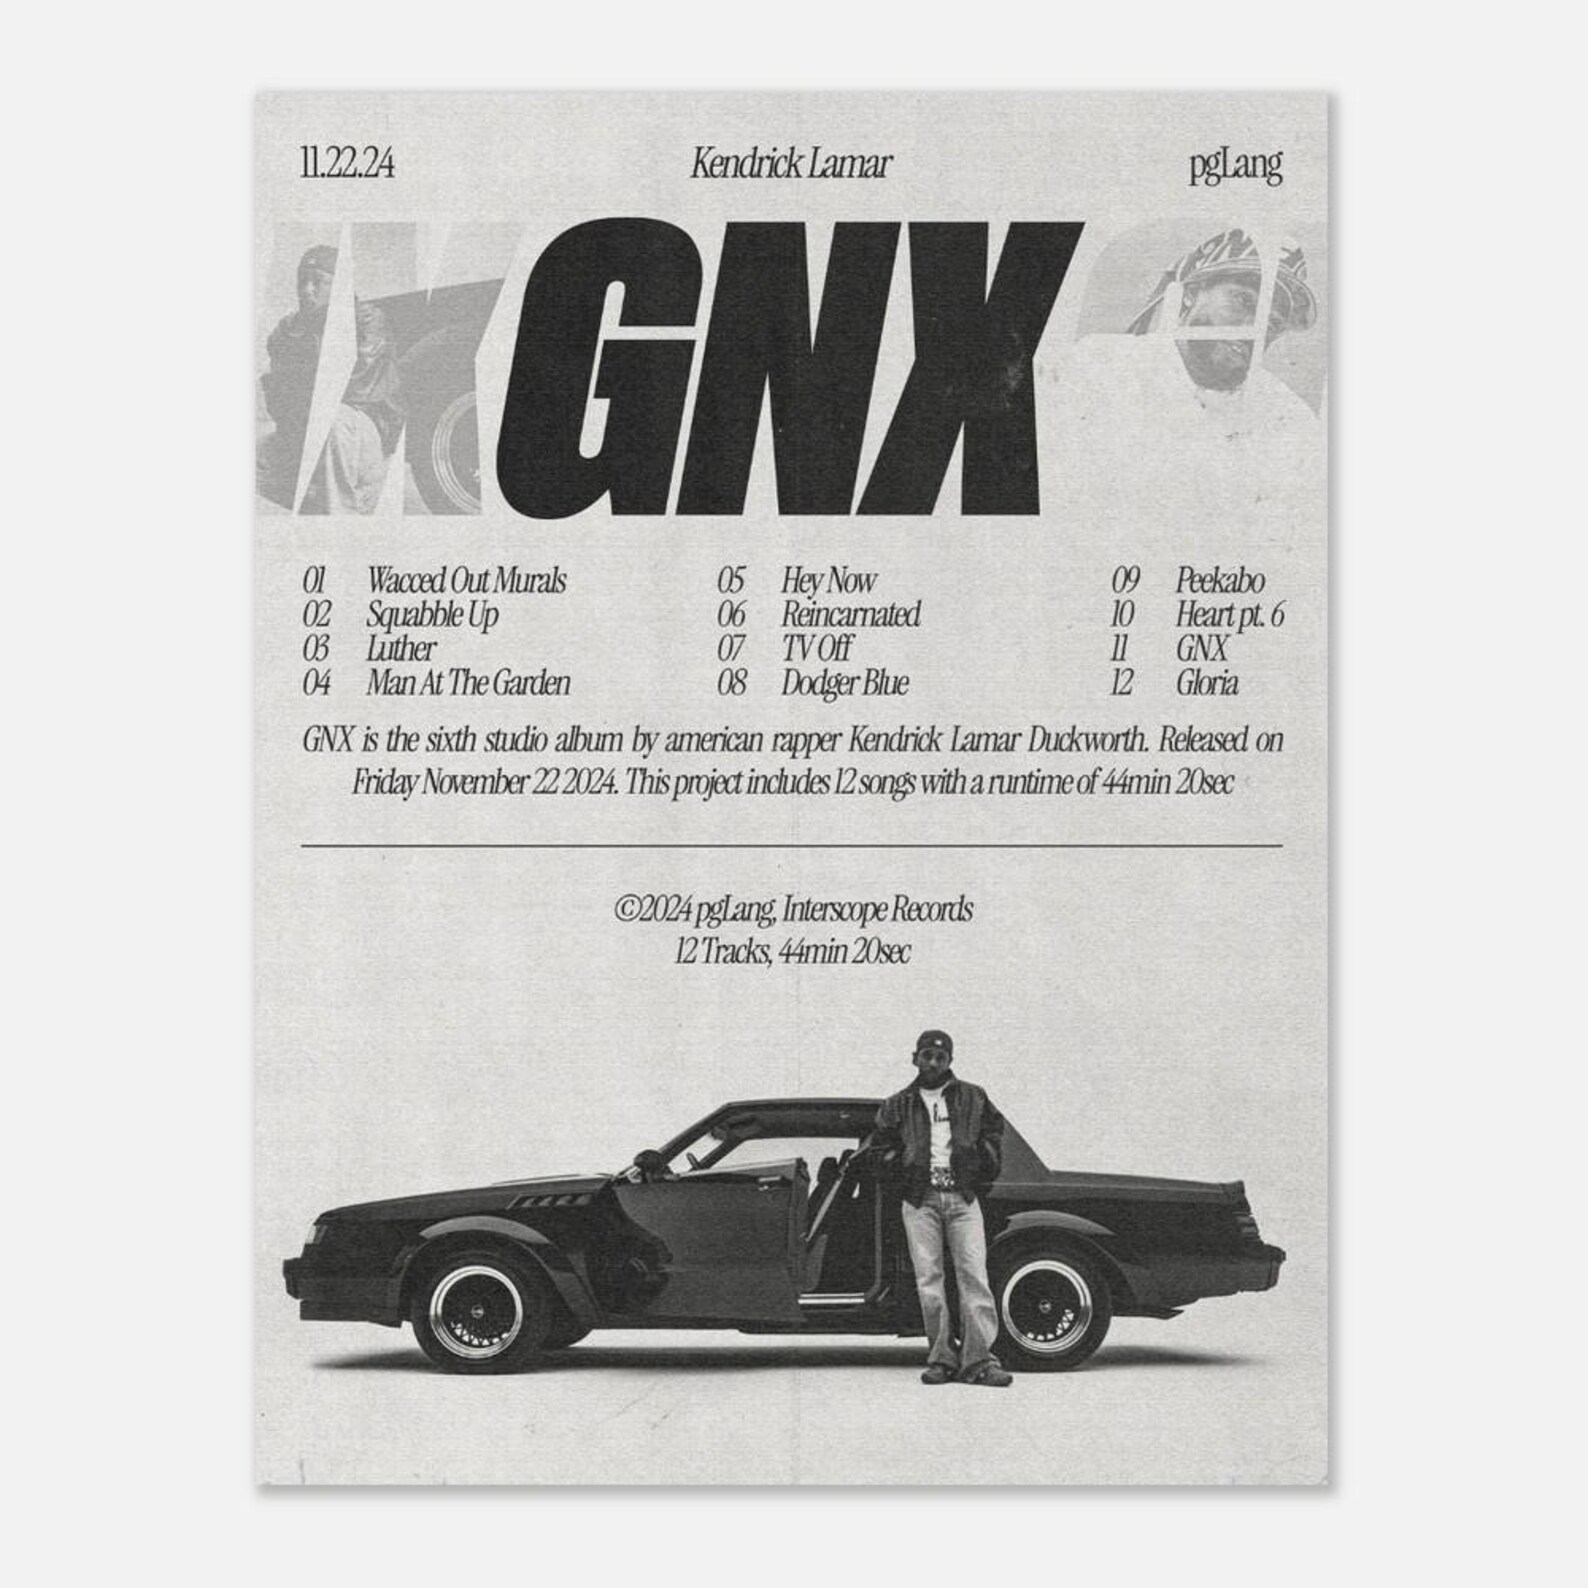 11.22.24
Kendrick Lamar
pgLang
GNX
01 Wacced Out Murals
02 Squabble Up
03 Luther
04 Man At The Garden
05 Hey Now
06 Reincarnated
07 TV Off
08 Dodger Blue
09 Peekabo
10 Heart pt. 6
11 GNX
12 Gloria
GNX is the sixth studio album by american rapper Kendrick Lamar Duckworth. Released on
Friday November 22 2024. This project includes 12 songs with a runtime of 44min 20sec
©2024 pgLang, Interscope Records
12 Tracks, 44min 20sec